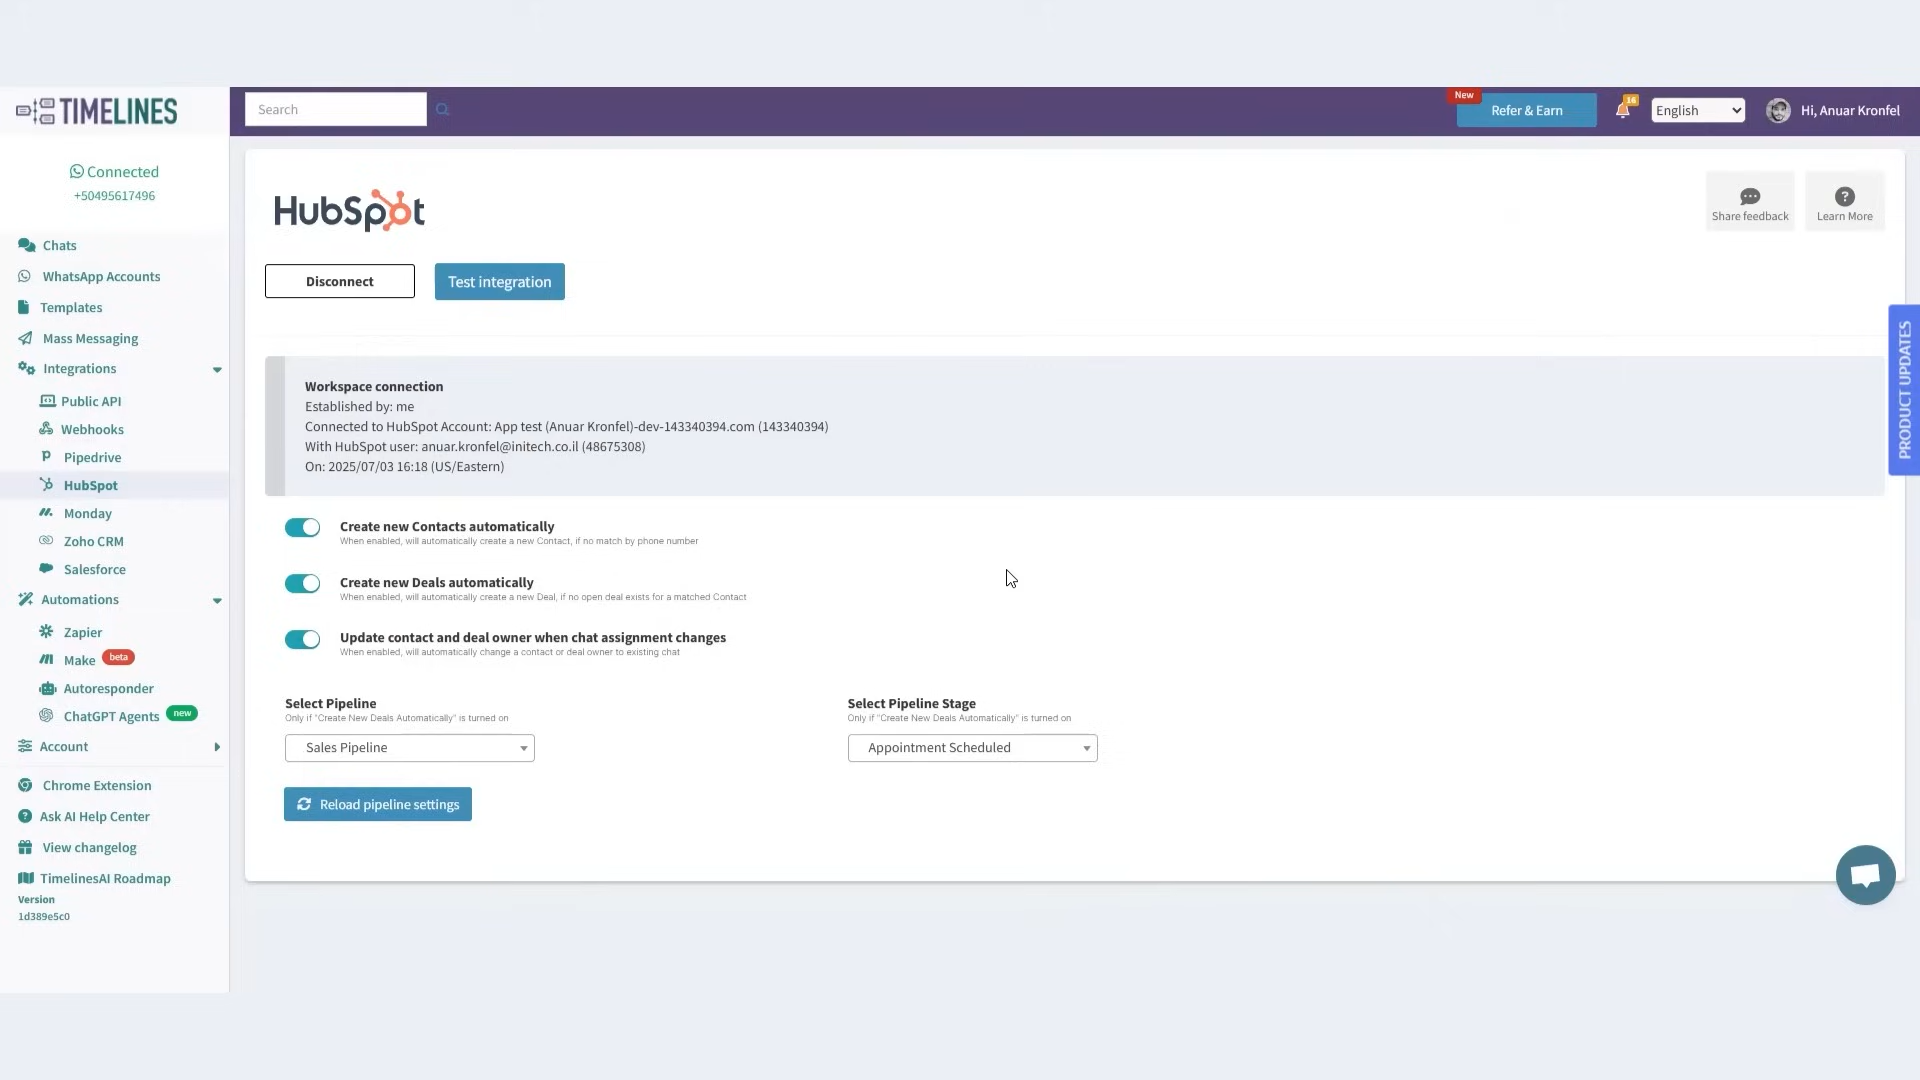 TIMELINES
Search
New
Refer & Earn
16
English
Hi, Anuar Kronfel
Connected
+50495617496
Chats
WhatsApp Accounts
Templates
Mass Messaging
Integrations
Public API
Webhooks
Pipedrive
HubSpot
Monday
Zoho CRM
Salesforce
Automations
Zapier
Make beta
Autoresponder
ChatGPT Agents new
Account
Chrome Extension
Ask AI Help Center
View changelog
TimelinesAI Roadmap
Version
1d389e5c0
HubSpot
Share feedback
Learn More
Disconnect
Test integration
Workspace connection
Established by: me
Connected to HubSpot Account: App test (Anuar Kronfel)-dev-143340394.com (143340394)
With HubSpot user: anuar.kronfel@initech.co.il (48675308)
On: 2025/07/03 16:18 (US/Eastern)
Create new Contacts automatically
When enabled, will automatically create a new Contact, if no match by phone number
Create new Deals automatically
When enabled, will automatically create a new Deal, if no open deal exists for a matched Contact
Update contact and deal owner when chat assignment changes
When enabled, will automatically change a contact or deal owner to existing chat
Select Pipeline
Only if "Create New Deals Automatically" is turned on
Sales Pipeline
Select Pipeline Stage
Only if "Create New Deals Automatically" is turned on
Appointment Scheduled
Reload pipeline settings
PRODUCT UPDATES